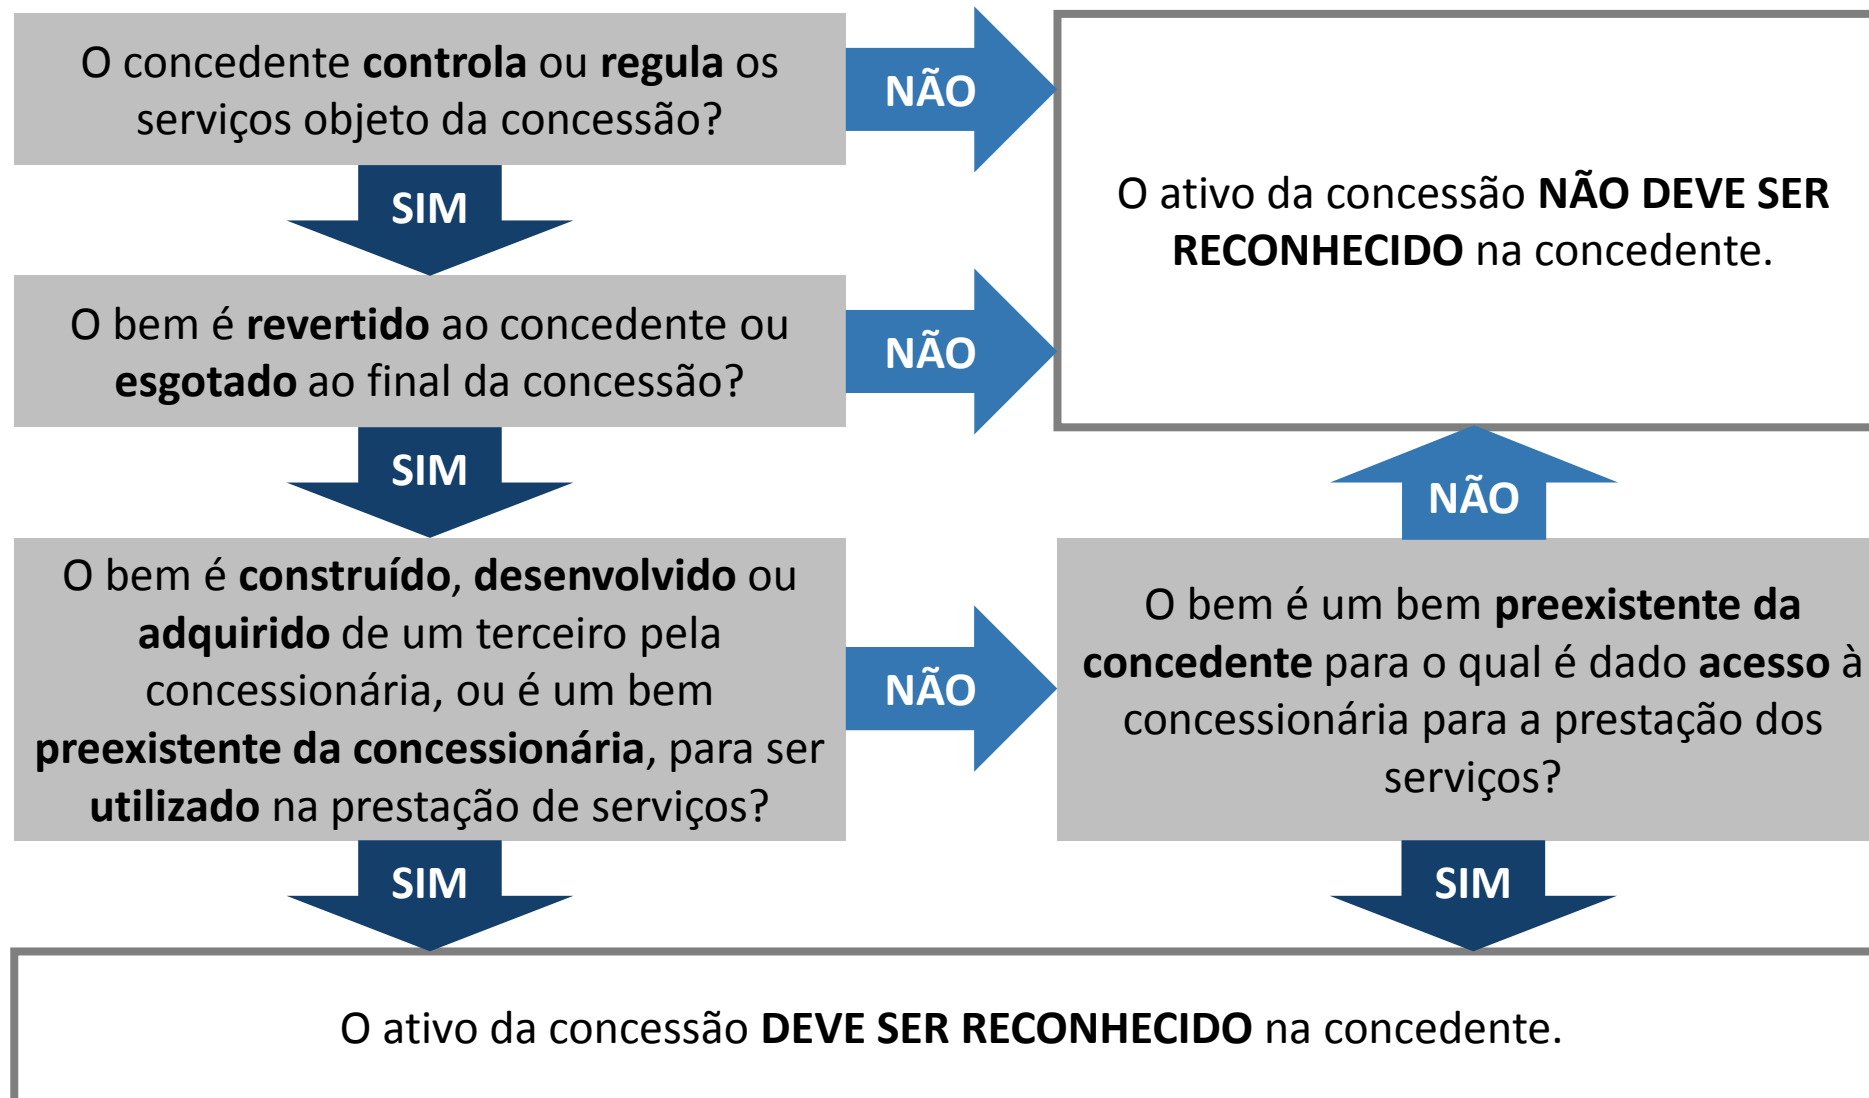 O concedente controla ou regula os
serviços objeto da concessão?
NÃO
SIM
O ativo da concessão NÃO DEVE SER
RECONHECIDO na concedente.
O bem é revertido ao concedente ou
esgotado ao final da concessão?
NÃO
SIM
NÃO
O bem é construído, desenvolvido ou
adquirido de um terceiro pela
concessionária, ou é um bem
preexistente da concessionária, para ser
utilizado na prestação de serviços?
NÃO
O bem é um bem preexistente da
concedente para o qual é dado acesso à
concessionária para a prestação dos
serviços?
SIM
SIM
O ativo da concessão DEVE SER RECONHECIDO na concedente.